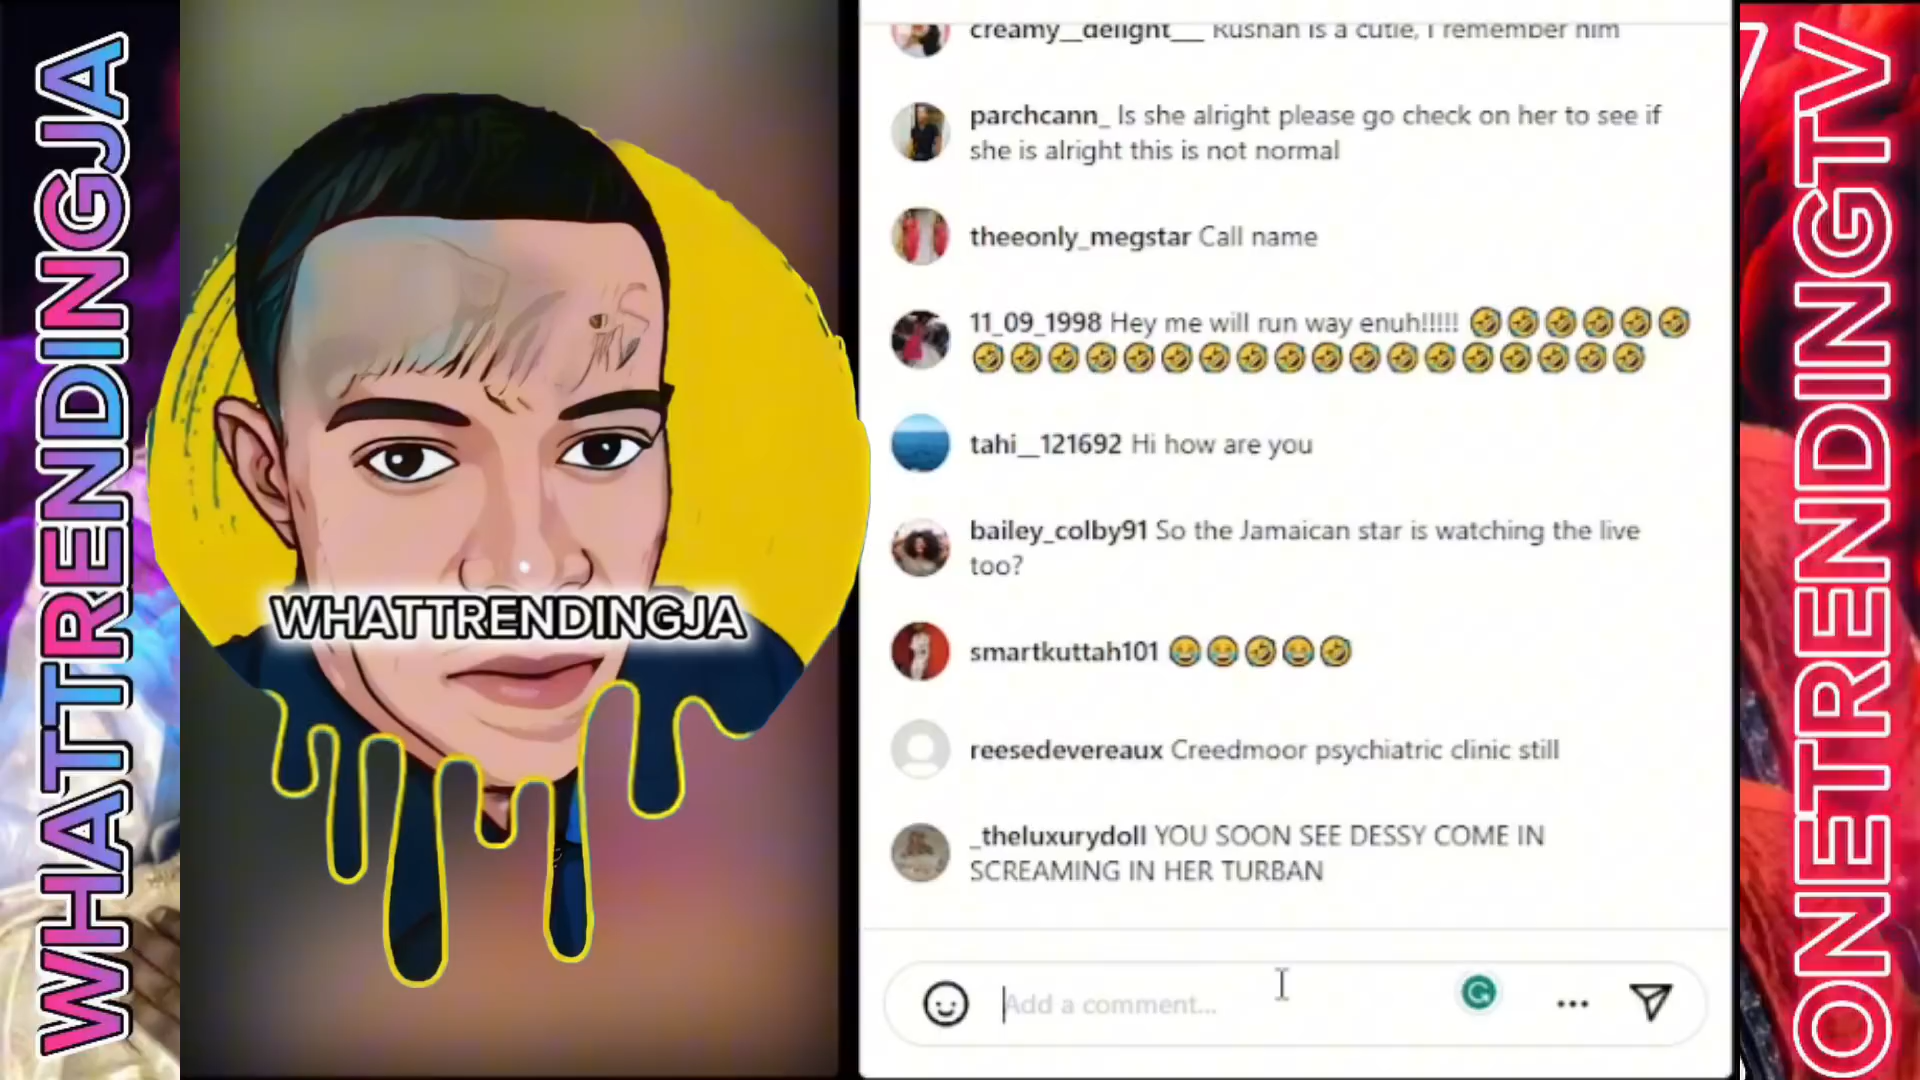 WHATTRENDINGJA
WHATTRENDINGJA
creamy__delight___ Rushan is a cutie, I remember him
parchcann_ Is she alright please go check on her to see if
she is alright this is not normal
theeonly_megstar Call name
11_09_1998 Hey me will run way enuh!!!!! 🤣🤣🤣🤣🤣🤣
🤣🤣🤣🤣🤣🤣🤣🤣🤣🤣🤣🤣🤣🤣🤣🤣🤣🤣
tahi__121692 Hi how are you
bailey_colby91 So the Jamaican star is watching the live
too?
smartkuttah101 😂😂🤣😂🤣
reesedevereaux Creedmoor psychiatric clinic still
_theluxurydoll YOU SOON SEE DESSY COME IN
SCREAMING IN HER TURBAN
Add a comment...
ONETRENDINGTV